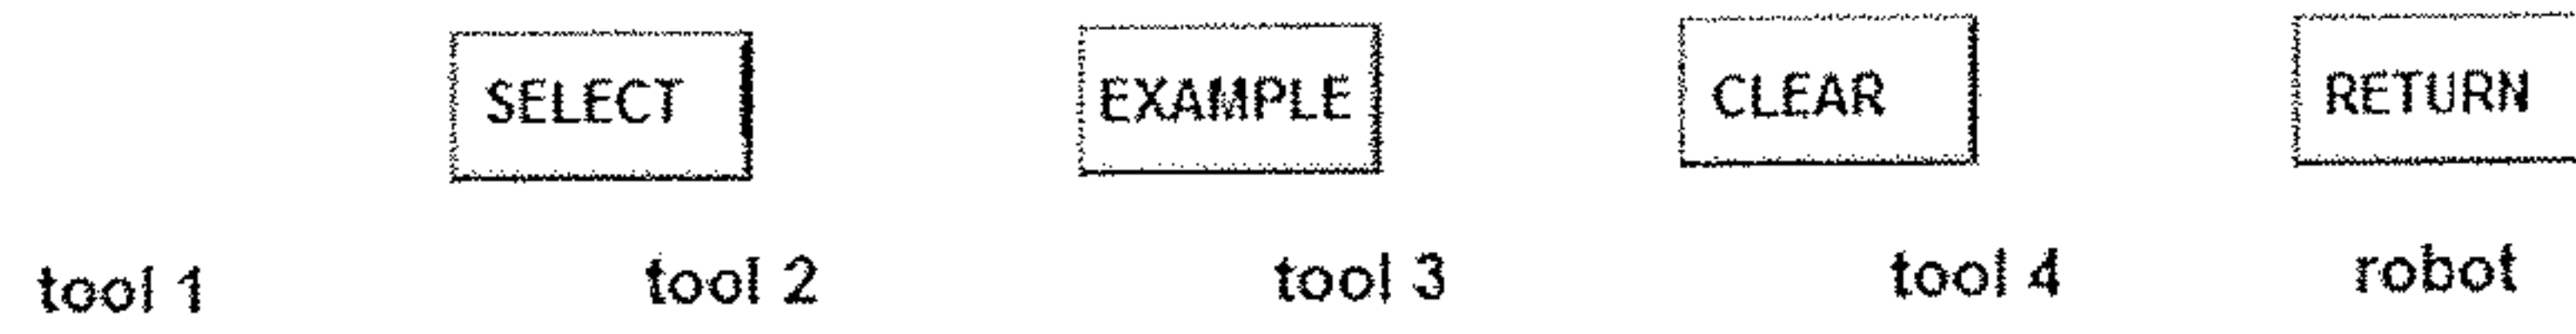 SELECT EXAMPLE CLEAR RETURN
tool 1 tool 2 tool 3 tool 4 robot